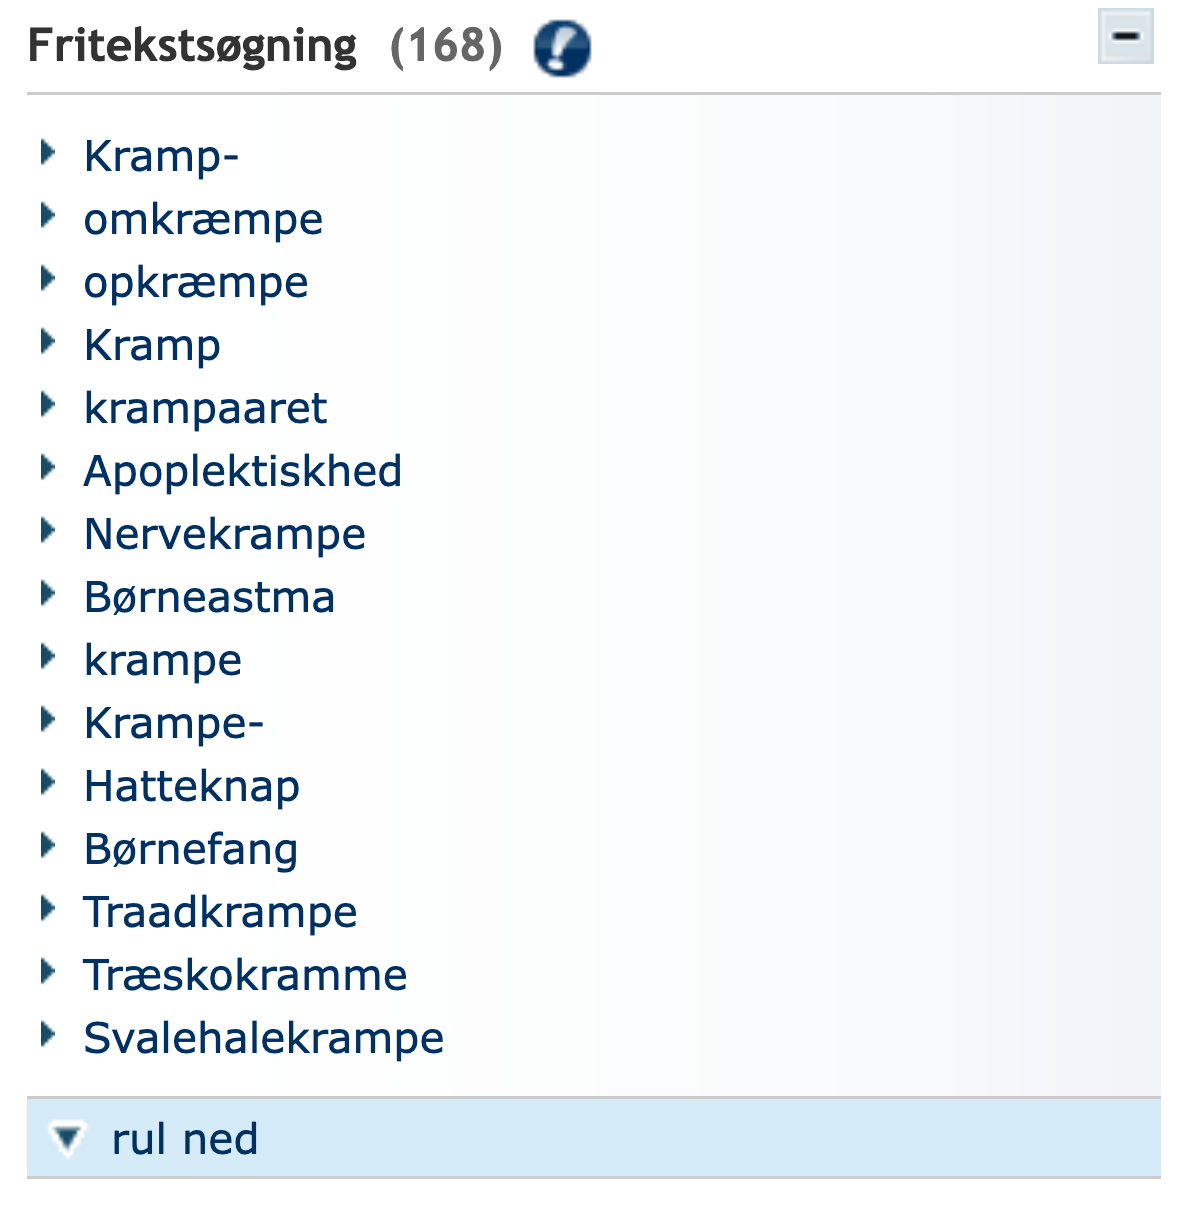 Fritekstsøgning (168)
Kramp-
omkræmpe
opkræmpe
Kramp
krampaaret
Apoplektiskhed
Nervekrampe
Børneastma
krampe
Krampe-
Hatteknap
Børnefang
Traadkrampe
Træskokramme
Svalehalekrampe
rul ned